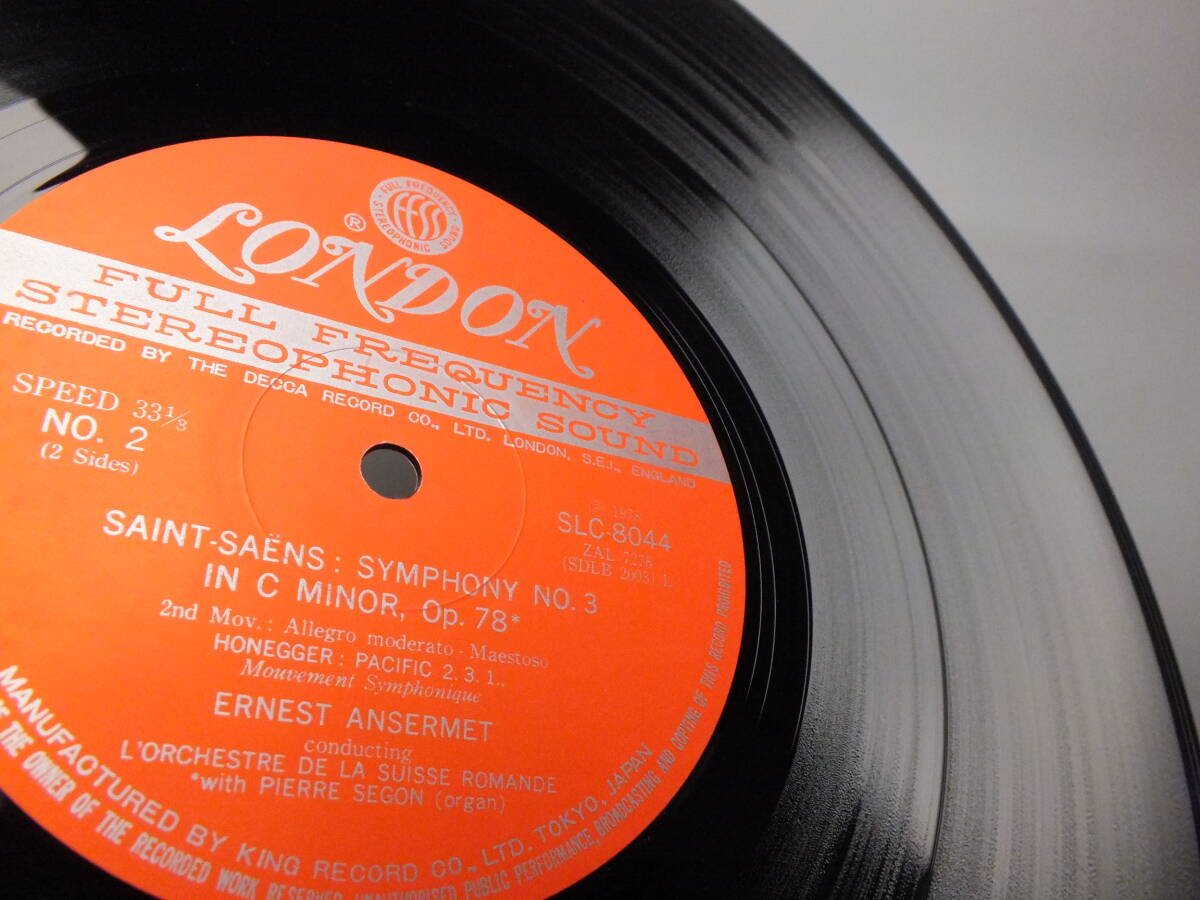 FULL FREQUENCY
ffss
STEREOPHONIC SOUND
® LONDON
FULL FREQUENCY
STEREOPHONIC SOUND
RECORDED BY THE DECCA RECORD CO., LTD. LONDON, S.E.I., ENGLAND
SPEED 33⅓
NO. 2
(2 Sides)
SLC-8044
(SDLB 2003) L
SAINT-SAËNS: SYMPHONY NO. 3
IN C MINOR, Op. 78*
2nd Mov.: Allegro moderato - Maestoso
HONEGGER: PACIFIC 2.3.1.,
Mouvement Symphonique
ERNEST ANSERMET
conducting
L'ORCHESTRE DE LA SUISSE ROMANDE
*with PIERRE SEGON (organ)
MANUFACTURED BY KING RECORD CO., LTD. TOKYO, JAPAN
THE OWNER OF THE RECORDED WORK RESERVED UNAUTHORISED PUBLIC PERFORMANCE, BROADCASTING AND COPYING OF THIS RECORD PROHIBITED